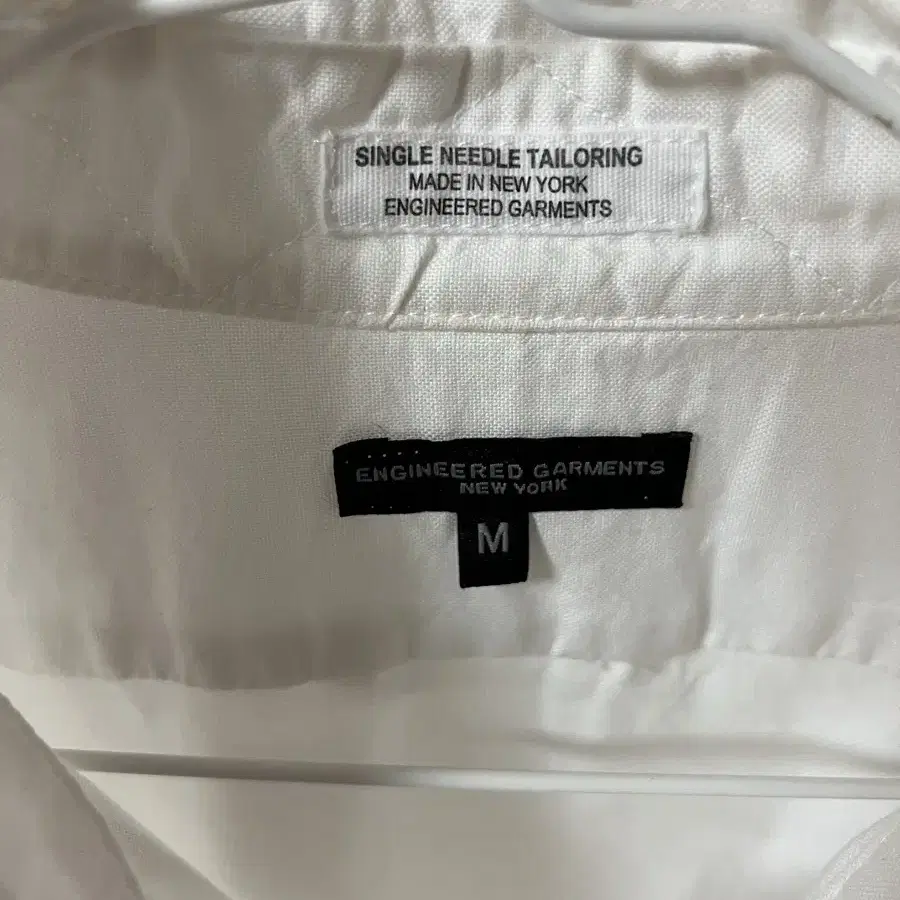 SINGLE NEEDLE TAILORING
MADE IN NEW YORK
ENGINEERED GARMENTS
ENGINEERED GARMENTS
NEW YORK
M